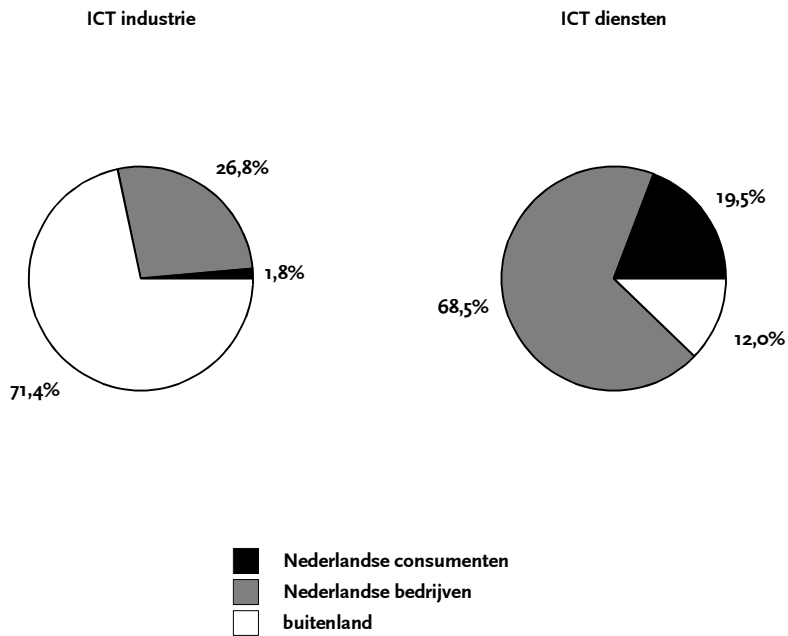 ICT industrie
ICT diensten
26,8%
1,8%
71,4%
19,5%
68,5%
12,0%
Nederlandse consumenten
Nederlandse bedrijven
buitenland